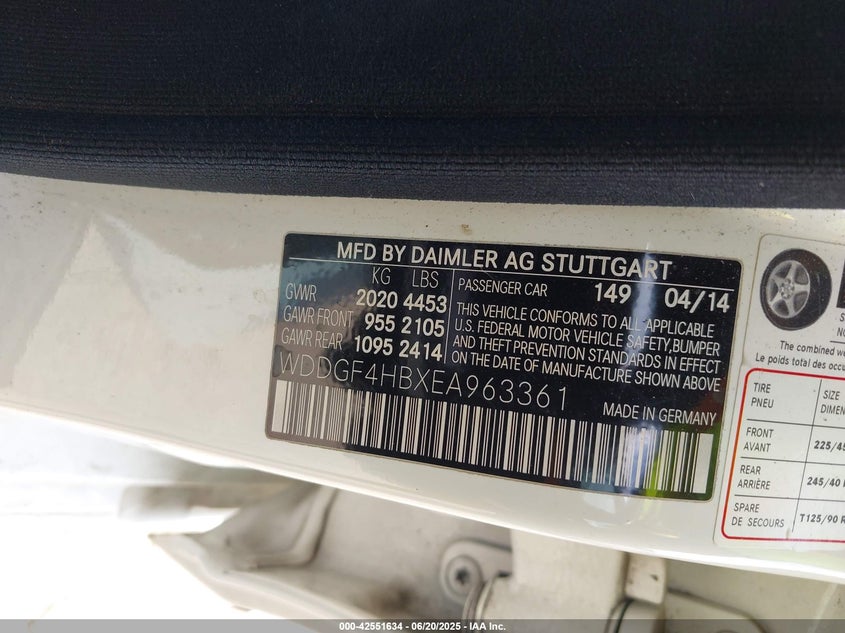 MFD BY DAIMLER AG STUTTGART
KG LBS
GVWR 2020 4453
GAWR FRONT 955 2105
GAWR REAR 1095 2414
PASSENGER CAR 149 04/14
THIS VEHICLE CONFORMS TO ALL APPLICABLE
U.S. FEDERAL MOTOR VEHICLE SAFETY, BUMPER
AND THEFT PREVENTION STANDARDS IN EFFECT
ON THE DATE OF MANUFACTURE SHOWN ABOVE
WDDGF4HBXEA963361
MADE IN GERMANY
The combined
Le poids total des
TIRE
PNEU
SIZE
FRONT
AVANT
225/45
REAR
ARRIÈRE
245/40
SPARE
DE SECOURS
T125/90 R
000-42551634 - 06/20/2025 - IAA Inc.